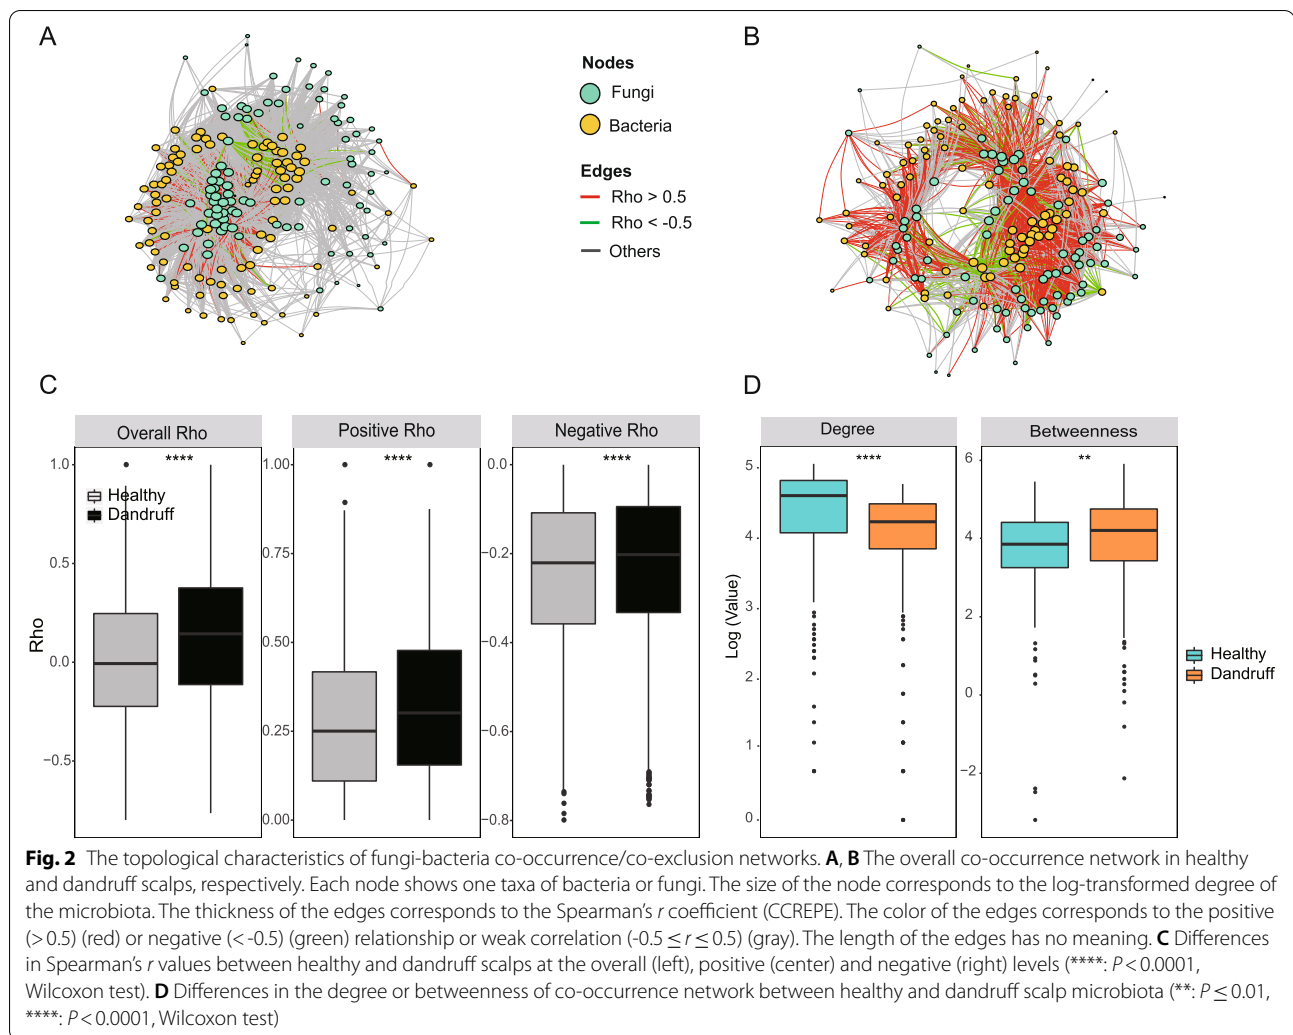 A
B
Nodes
Fungi
Bacteria
Edges
Rho > 0.5
Rho < -0.5
Others
C
Overall Rho
Positive Rho
Negative Rho
****
****
****
Healthy
Dandruff
Rho
1.0
0.5
0.0
−0.5
1.00
0.75
0.50
0.25
0.00
0.0
−0.2
−0.4
−0.6
−0.8
D
Degree
Betweenness
****
**
Log (Value)
5
4
3
2
1
0
6
4
2
0
−2
Healthy
Dandruff
Fig. 2 The topological characteristics of fungi-bacteria co-occurrence/co-exclusion networks. A, B The overall co-occurrence network in healthy
and dandruff scalps, respectively. Each node shows one taxa of bacteria or fungi. The size of the node corresponds to the log-transformed degree of
the microbiota. The thickness of the edges corresponds to the Spearman's r coefficient (CCREPE). The color of the edges corresponds to the positive
(> 0.5) (red) or negative (< -0.5) (green) relationship or weak correlation (-0.5 ≤ r ≤ 0.5) (gray). The length of the edges has no meaning. C Differences
in Spearman's r values between healthy and dandruff scalps at the overall (left), positive (center) and negative (right) levels (****: P < 0.0001,
Wilcoxon test). D Differences in the degree or betweenness of co-occurrence network between healthy and dandruff scalp microbiota (**: P ≤ 0.01,
****: P < 0.0001, Wilcoxon test)